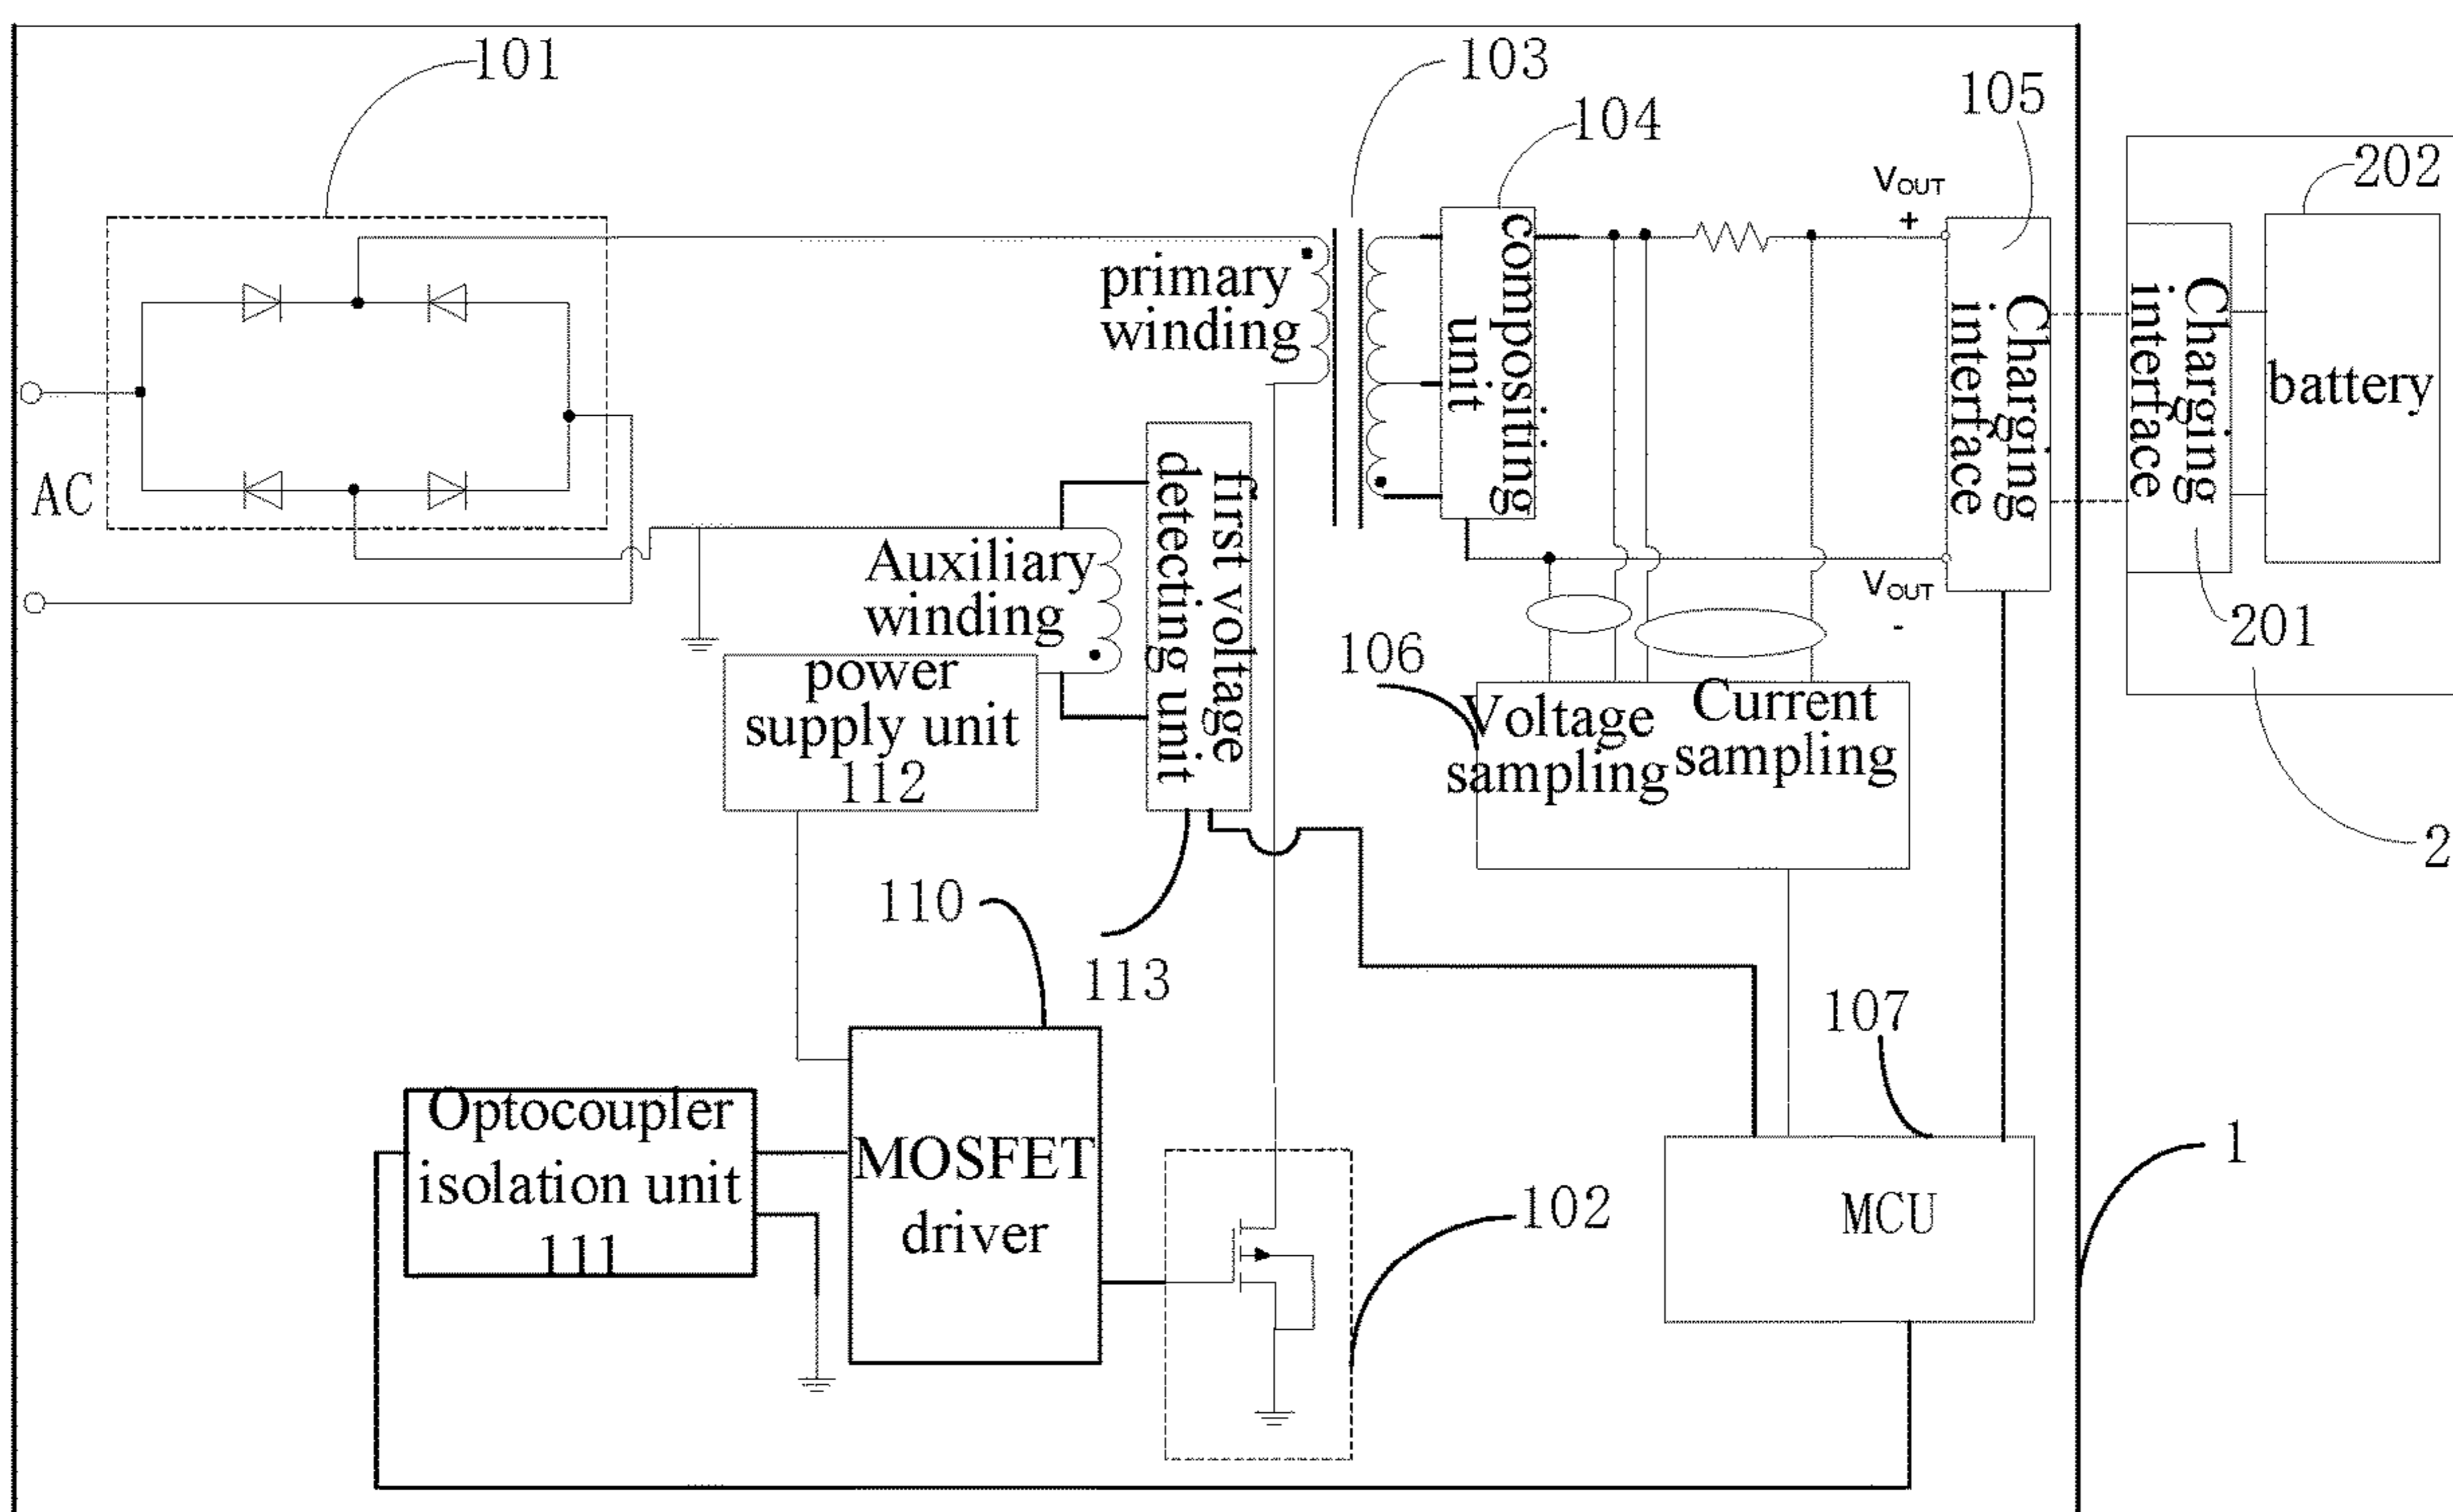 101
103
104
105
202
VOUT
+
primary
winding
compositing
unit
Charging
interface
Charging
interface
battery
AC
first voltage
detecting unit
Auxiliary
winding
VOUT
-
201
106
power
supply unit
112
Voltage
sampling
Current
sampling
2
110
113
107
Optocoupler
isolation unit
111
MOSFET
driver
102
MCU
1